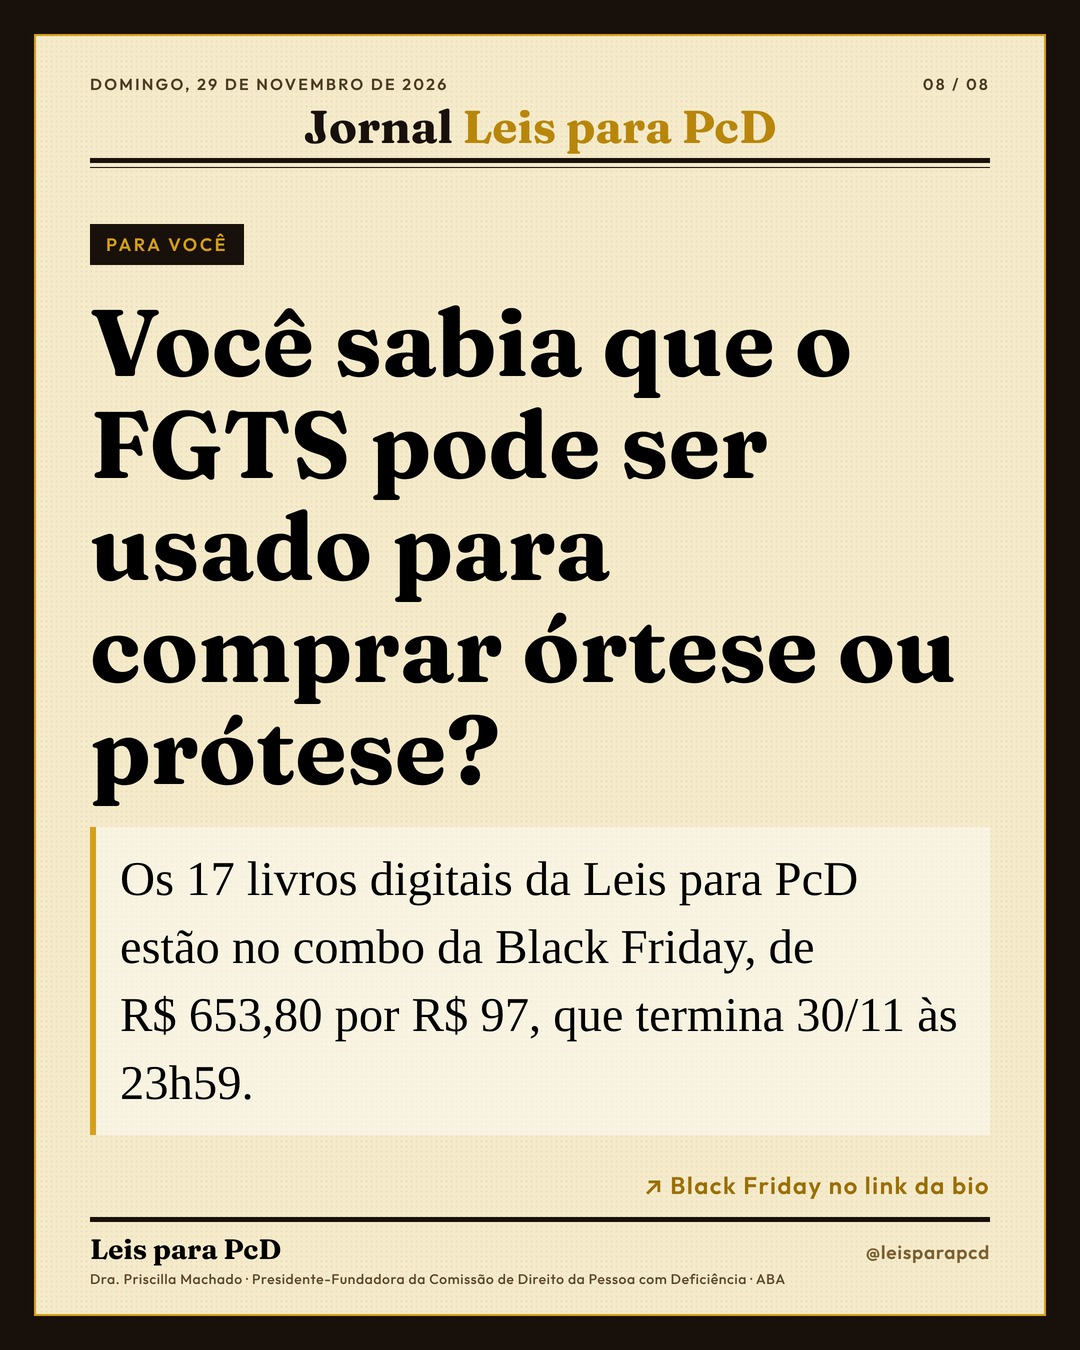 DOMINGO, 29 DE NOVEMBRO DE 2026
08 / 08
Jornal Leis para PcD
PARA VOCÊ
Você sabia que o
FGTS pode ser
usado para
comprar órtese ou
prótese?
Os 17 livros digitais da Leis para PcD
estão no combo da Black Friday, de
R$ 653,80 por R$ 97, que termina 30/11 às
23h59.
↗ Black Friday no link da bio
Leis para PcD
@leisparapcd
Dra. Priscilla Machado · Presidente-Fundadora da Comissão de Direito da Pessoa com Deficiência · ABA